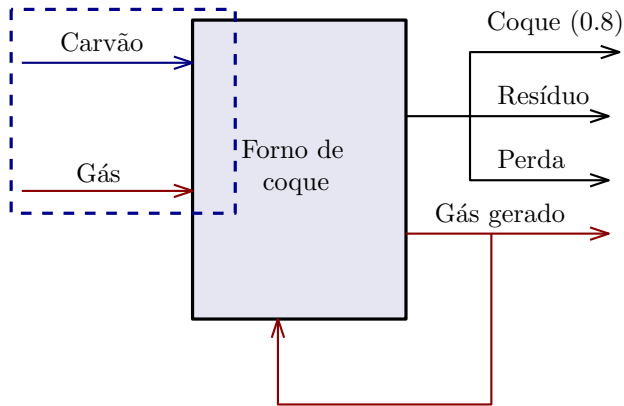 Carvão
Gás
Forno de
coque
Coque (0.8)
Resíduo
Perda
Gás gerado